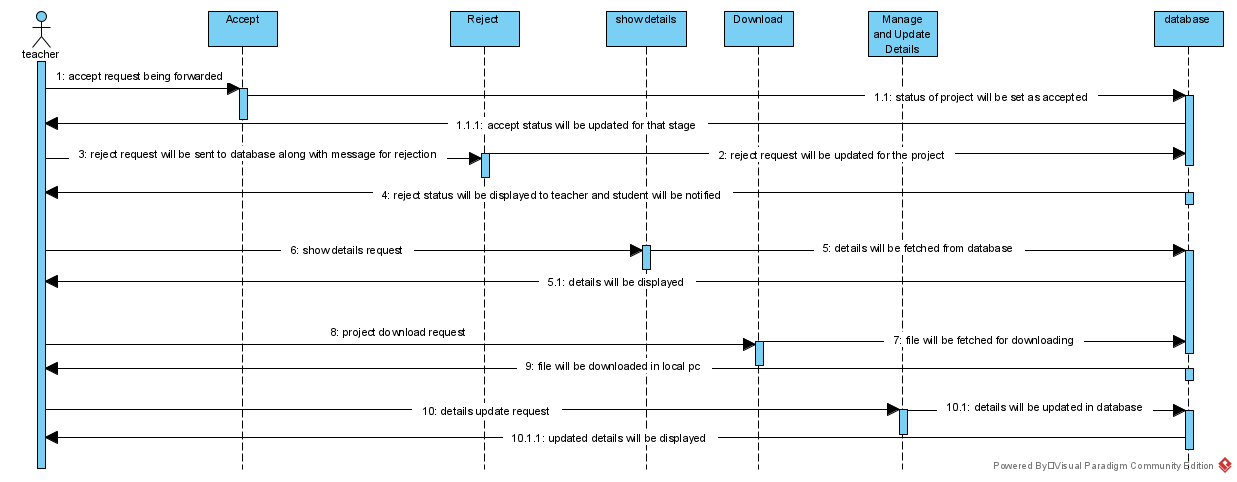 Accept
Reject
show details
Download
Manage
and Update
Details
database
teacher
1: accept request being forwarded
1.1: status of project will be set as accepted
1.1.1: accept status will be updated for that stage
3: reject request will be sent to database along with message for rejection
2: reject request will be updated for the project
4: reject status will be displayed to teacher and student will be notified
6: show details request
5: details will be fetched from database
5.1: details will be displayed
8: project download request
7: file will be fetched for downloading
9: file will be downloaded in local pc
10: details update request
10.1: details will be updated in database
10.1.1: updated details will be displayed
Powered By□Visual Paradigm Community Edition